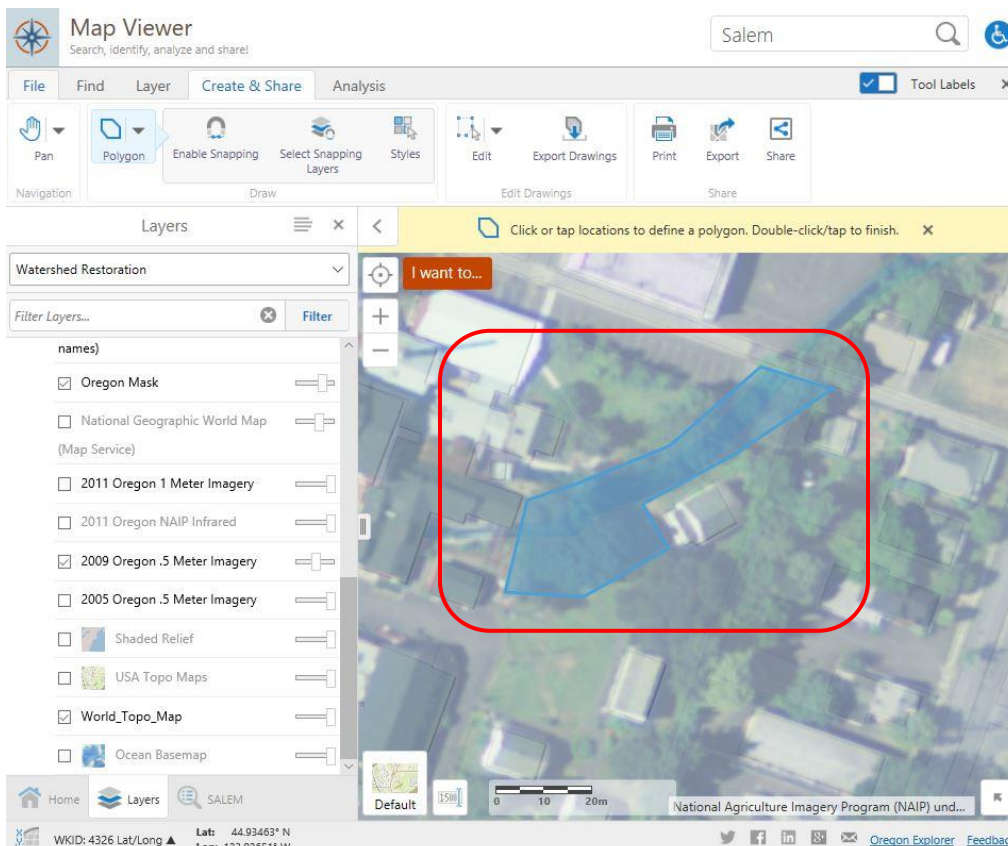 Map Viewer
Search, identify, analyze and share!
Salem
File Find Layer Create & Share Analysis
Tool Labels
Pan
Polygon
Enable Snapping
Select Snapping
Layers
Styles
Edit
Export Drawings
Print
Export
Share
Navigation
Draw
Edit Drawings
Share
Layers
Click or tap locations to define a polygon. Double-click/tap to finish.
Watershed Restoration
I want to...
Filter Layers...
Filter
names)
Oregon Mask
National Geographic World Map
(Map Service)
2011 Oregon 1 Meter Imagery
2011 Oregon NAIP Infrared
2009 Oregon .5 Meter Imagery
2005 Oregon .5 Meter Imagery
Shaded Relief
USA Topo Maps
World_Topo_Map
Ocean Basemap
Default
1:500
0 10 20m
National Agriculture Imagery Program (NAIP) und...
Home
Layers
SALEM
WKID: 4326 Lat/Long
Lat: 44.93463° N
Oregon Explorer